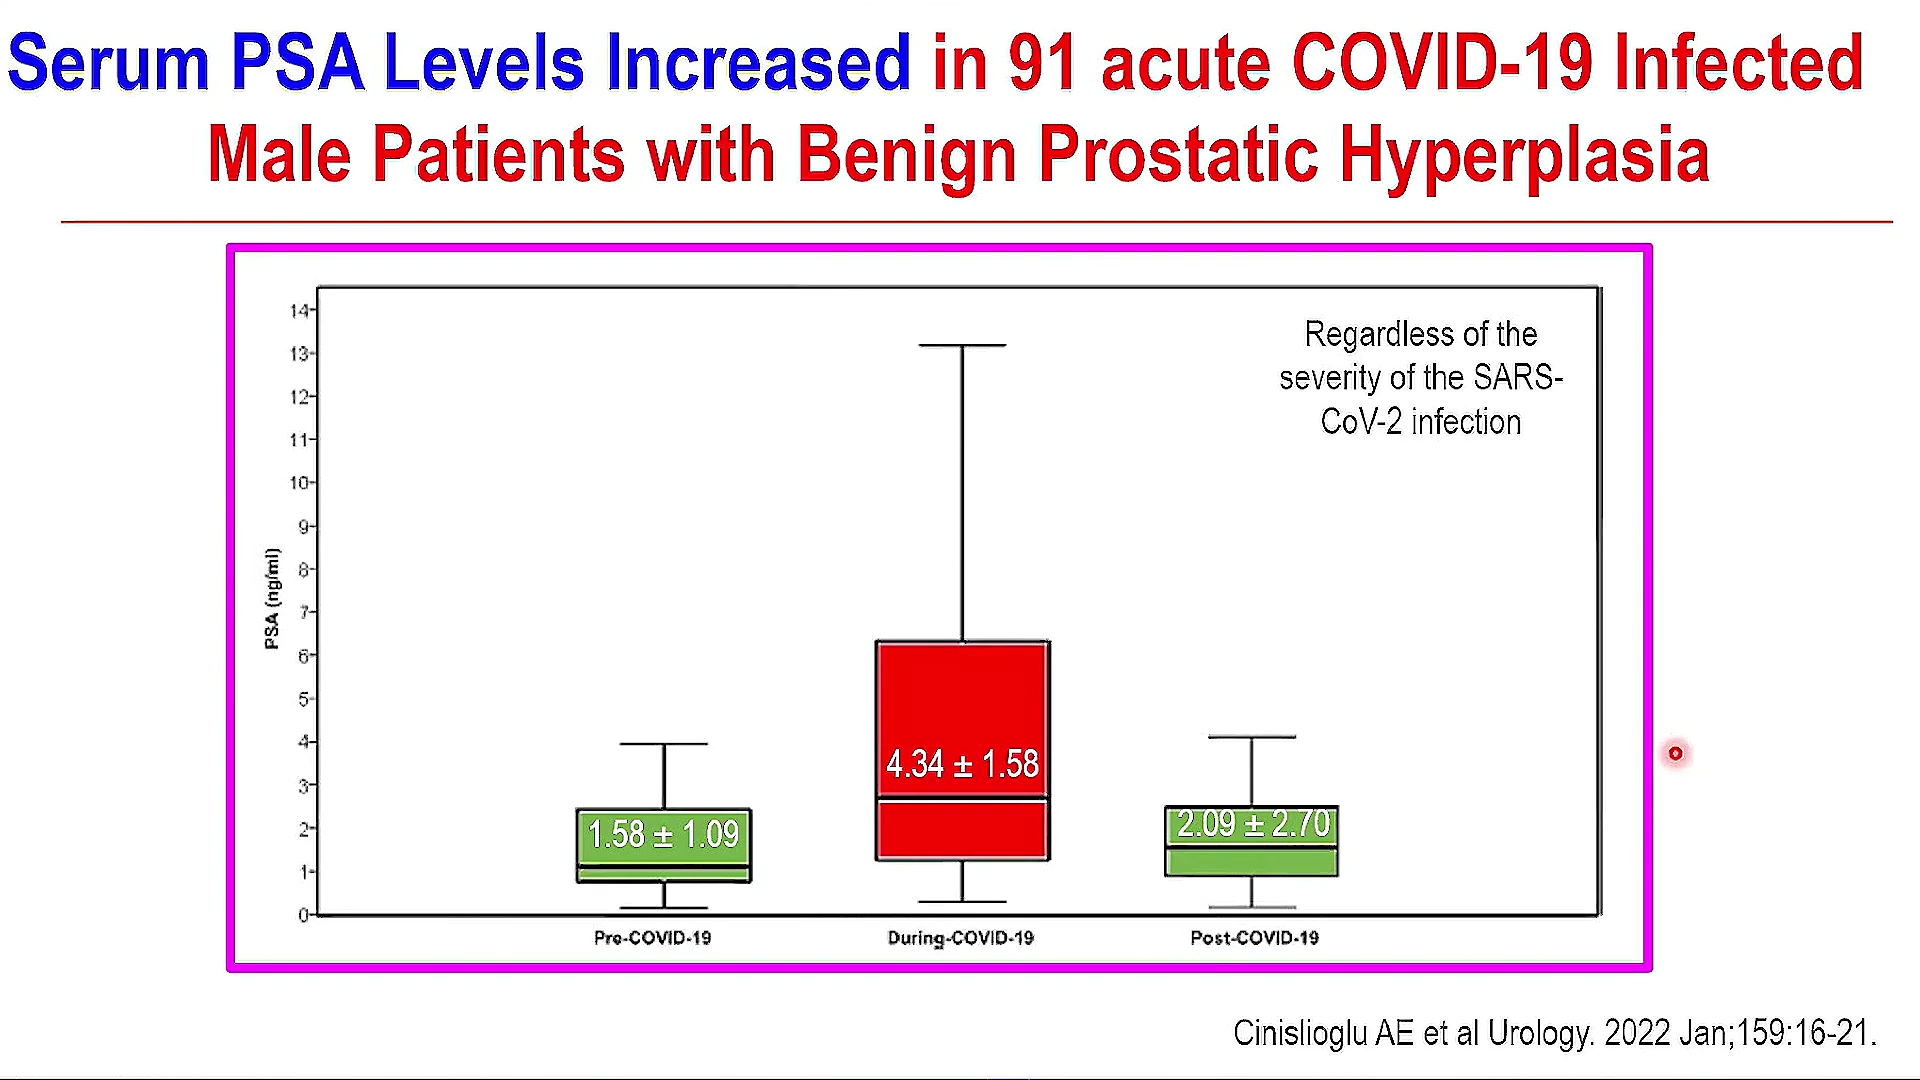 Serum PSA Levels Increased in 91 acute COVID-19 Infected
Male Patients with Benign Prostatic Hyperplasia
Regardless of the
severity of the SARS-
CoV-2 infection
PSA (ng/ml)
14
13
12
11
10
9
8
7
6
5
4
3
2
1
0
1.58 ± 1.09
4.34 ± 1.58
2.09 ± 2.70
Pre-COVID-19
During-COVID-19
Post-COVID-19
Cinislioglu AE et al Urology. 2022 Jan;159:16-21.